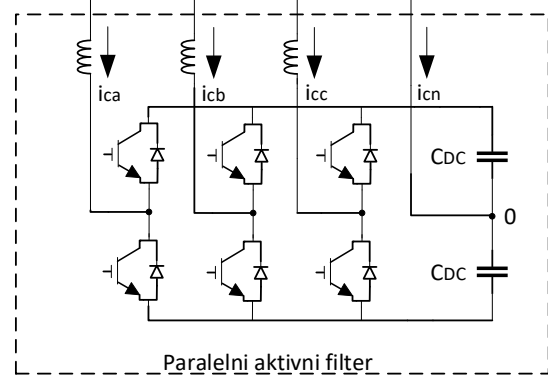 ica icb icc icn
CDC
0
CDC
Paralelni aktivni filter